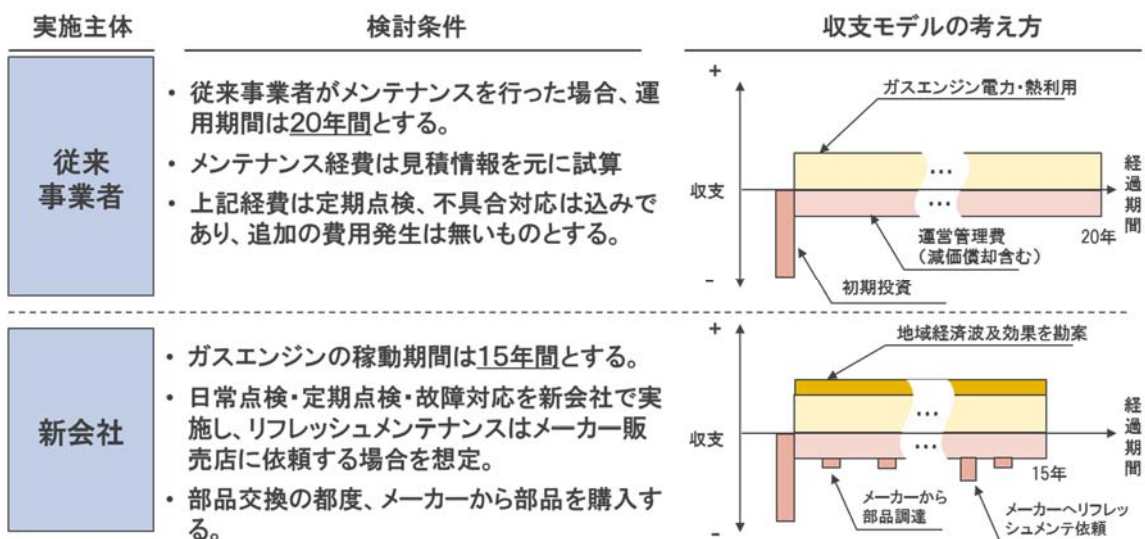 実施主体
検討条件
収支モデルの考え方
従来
事業者
・ 従来事業者がメンテナンスを行った場合、運
用期間は20年間とする。
・ メンテナンス経費は見積情報を元に試算
・ 上記経費は定期点検、不具合対応は込みで
あり、追加の費用発生は無いものとする。
+
ガスエンジン電力・熱利用
…
収支
…
経過期間
運営管理費
(減価償却含む)
20年
初期投資
-
新会社
・ ガスエンジンの稼動期間は15年間とする。
・ 日常点検・定期点検・故障対応を新会社で実
施し、リフレッシュメンテナンスはメーカー販
売店に依頼する場合を想定。
・ 部品交換の都度、メーカーから部品を購入す
る。
+
地域経済波及効果を勘案
…
収支
…
経過期間
15年
メーカーから
部品調達
メーカーへリフレッ
シュメンテ依頼
-